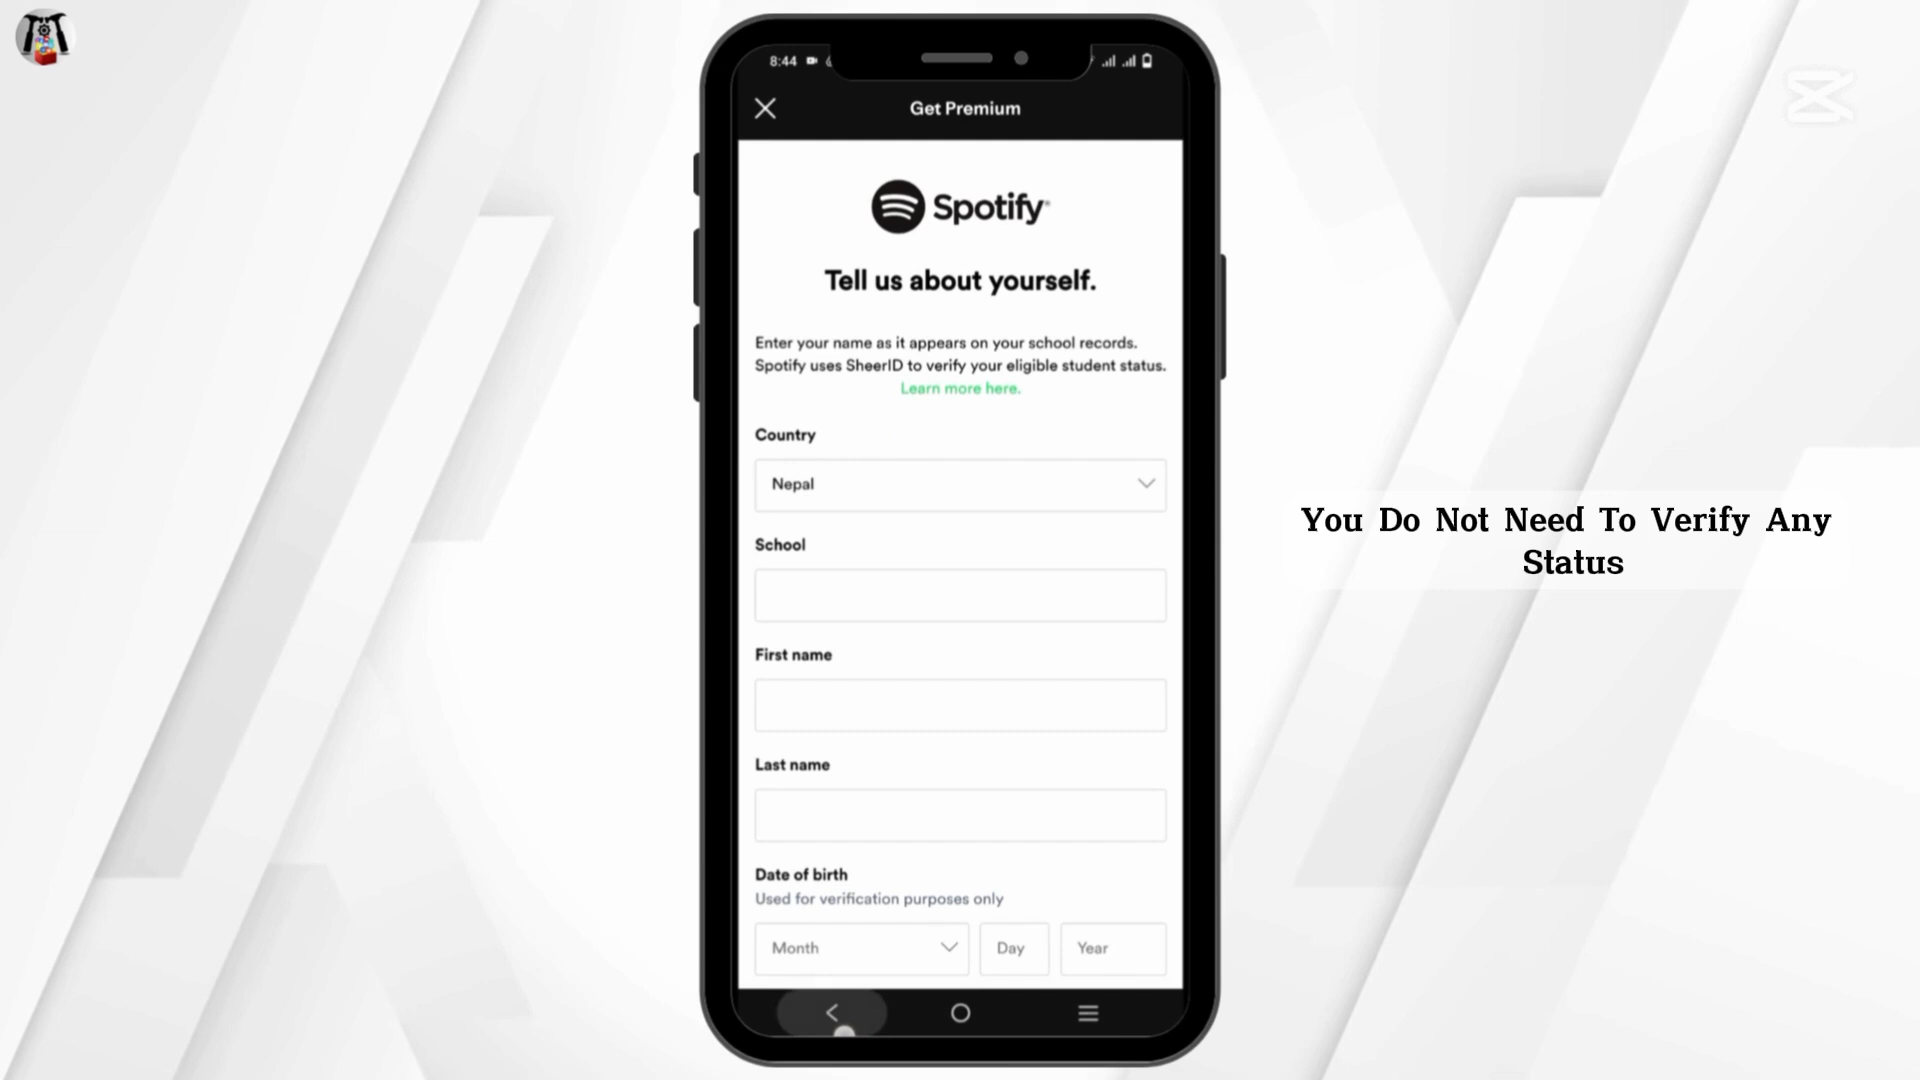 8:44
Get Premium
Spotify
Tell us about yourself.
Enter your name as it appears on your school records.
Spotify uses SheerID to verify your eligible student status.
Learn more here.
Country
Nepal
School
You Do Not Need To Verify Any
Status
First name
Last name
Date of birth
Used for verification purposes only
Month
Day
Year